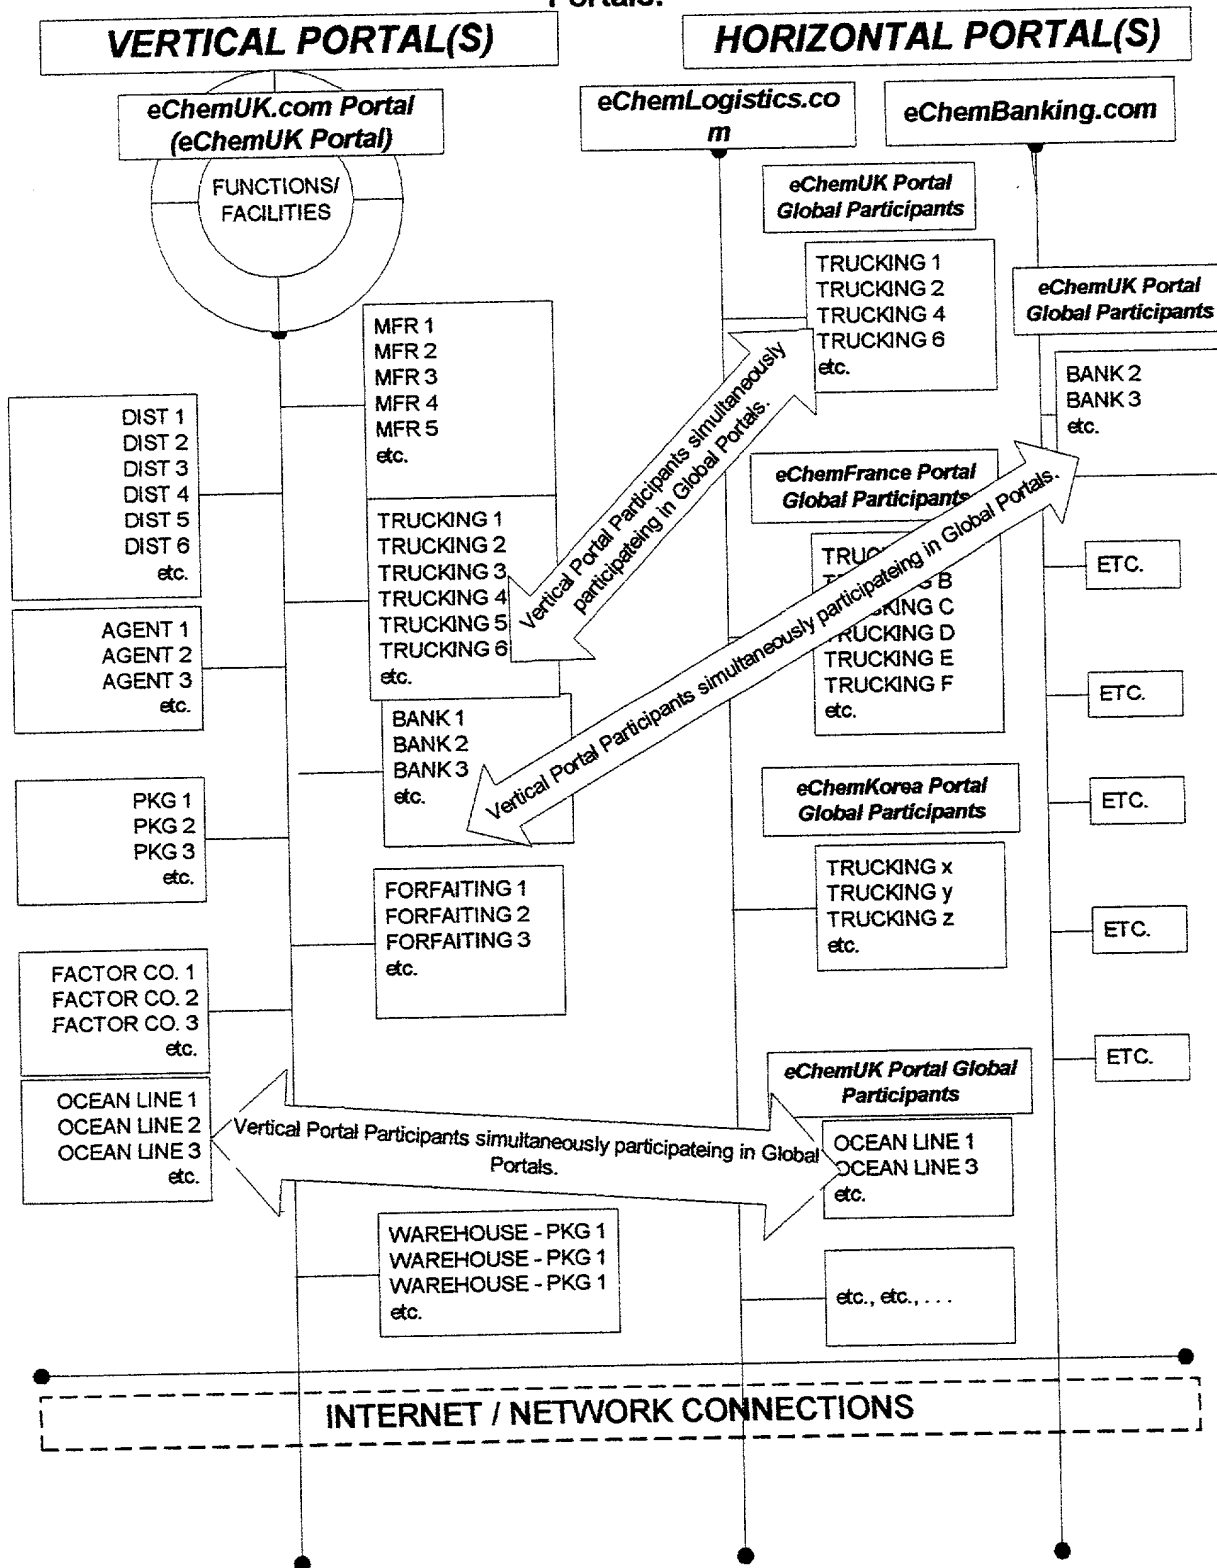 Portals.
VERTICAL PORTAL(S)
HORIZONTAL PORTAL(S)
eChemUK.com Portal
(eChemUK Portal)
FUNCTIONS/
FACILITIES
eChemLogistics.co
m
eChemBanking.com
DIST 1
DIST 2
DIST 3
DIST 4
DIST 5
DIST 6
etc.
AGENT 1
AGENT 2
AGENT 3
etc.
PKG 1
PKG 2
PKG 3
etc.
FACTOR CO. 1
FACTOR CO. 2
FACTOR CO. 3
etc.
OCEAN LINE 1
OCEAN LINE 2
OCEAN LINE 3
etc.
MFR 1
MFR 2
MFR 3
MFR 4
MFR 5
etc.
TRUCKING 1
TRUCKING 2
TRUCKING 3
TRUCKING 4
TRUCKING 5
TRUCKING 6
etc.
BANK 1
BANK 2
BANK 3
etc.
FORFAITING 1
FORFAITING 2
FORFAITING 3
etc.
WAREHOUSE - PKG 1
WAREHOUSE - PKG 1
WAREHOUSE - PKG 1
etc.
Vertical Portal Participants simultaneously
participateing in Global Portals.
Vertical Portal Participants simultaneously participateing in Global Portals.
Vertical Portal Participants simultaneously participateing in Global
Portals.
eChemUK Portal
Global Participants
TRUCKING 1
TRUCKING 2
TRUCKING 4
TRUCKING 6
etc.
eChemFrance Portal
Global Participants
B
C
TRUCKING D
TRUCKING E
TRUCKING F
etc.
eChemKorea Portal
Global Participants
TRUCKING x
TRUCKING y
TRUCKING z
etc.
eChemUK Portal Global
Participants
OCEAN LINE 1
OCEAN LINE 3
etc.
etc., etc., . . .
eChemUK Portal
Global Participants
BANK 2
BANK 3
etc.
ETC.
ETC.
ETC.
ETC.
ETC.
INTERNET / NETWORK CONNECTIONS